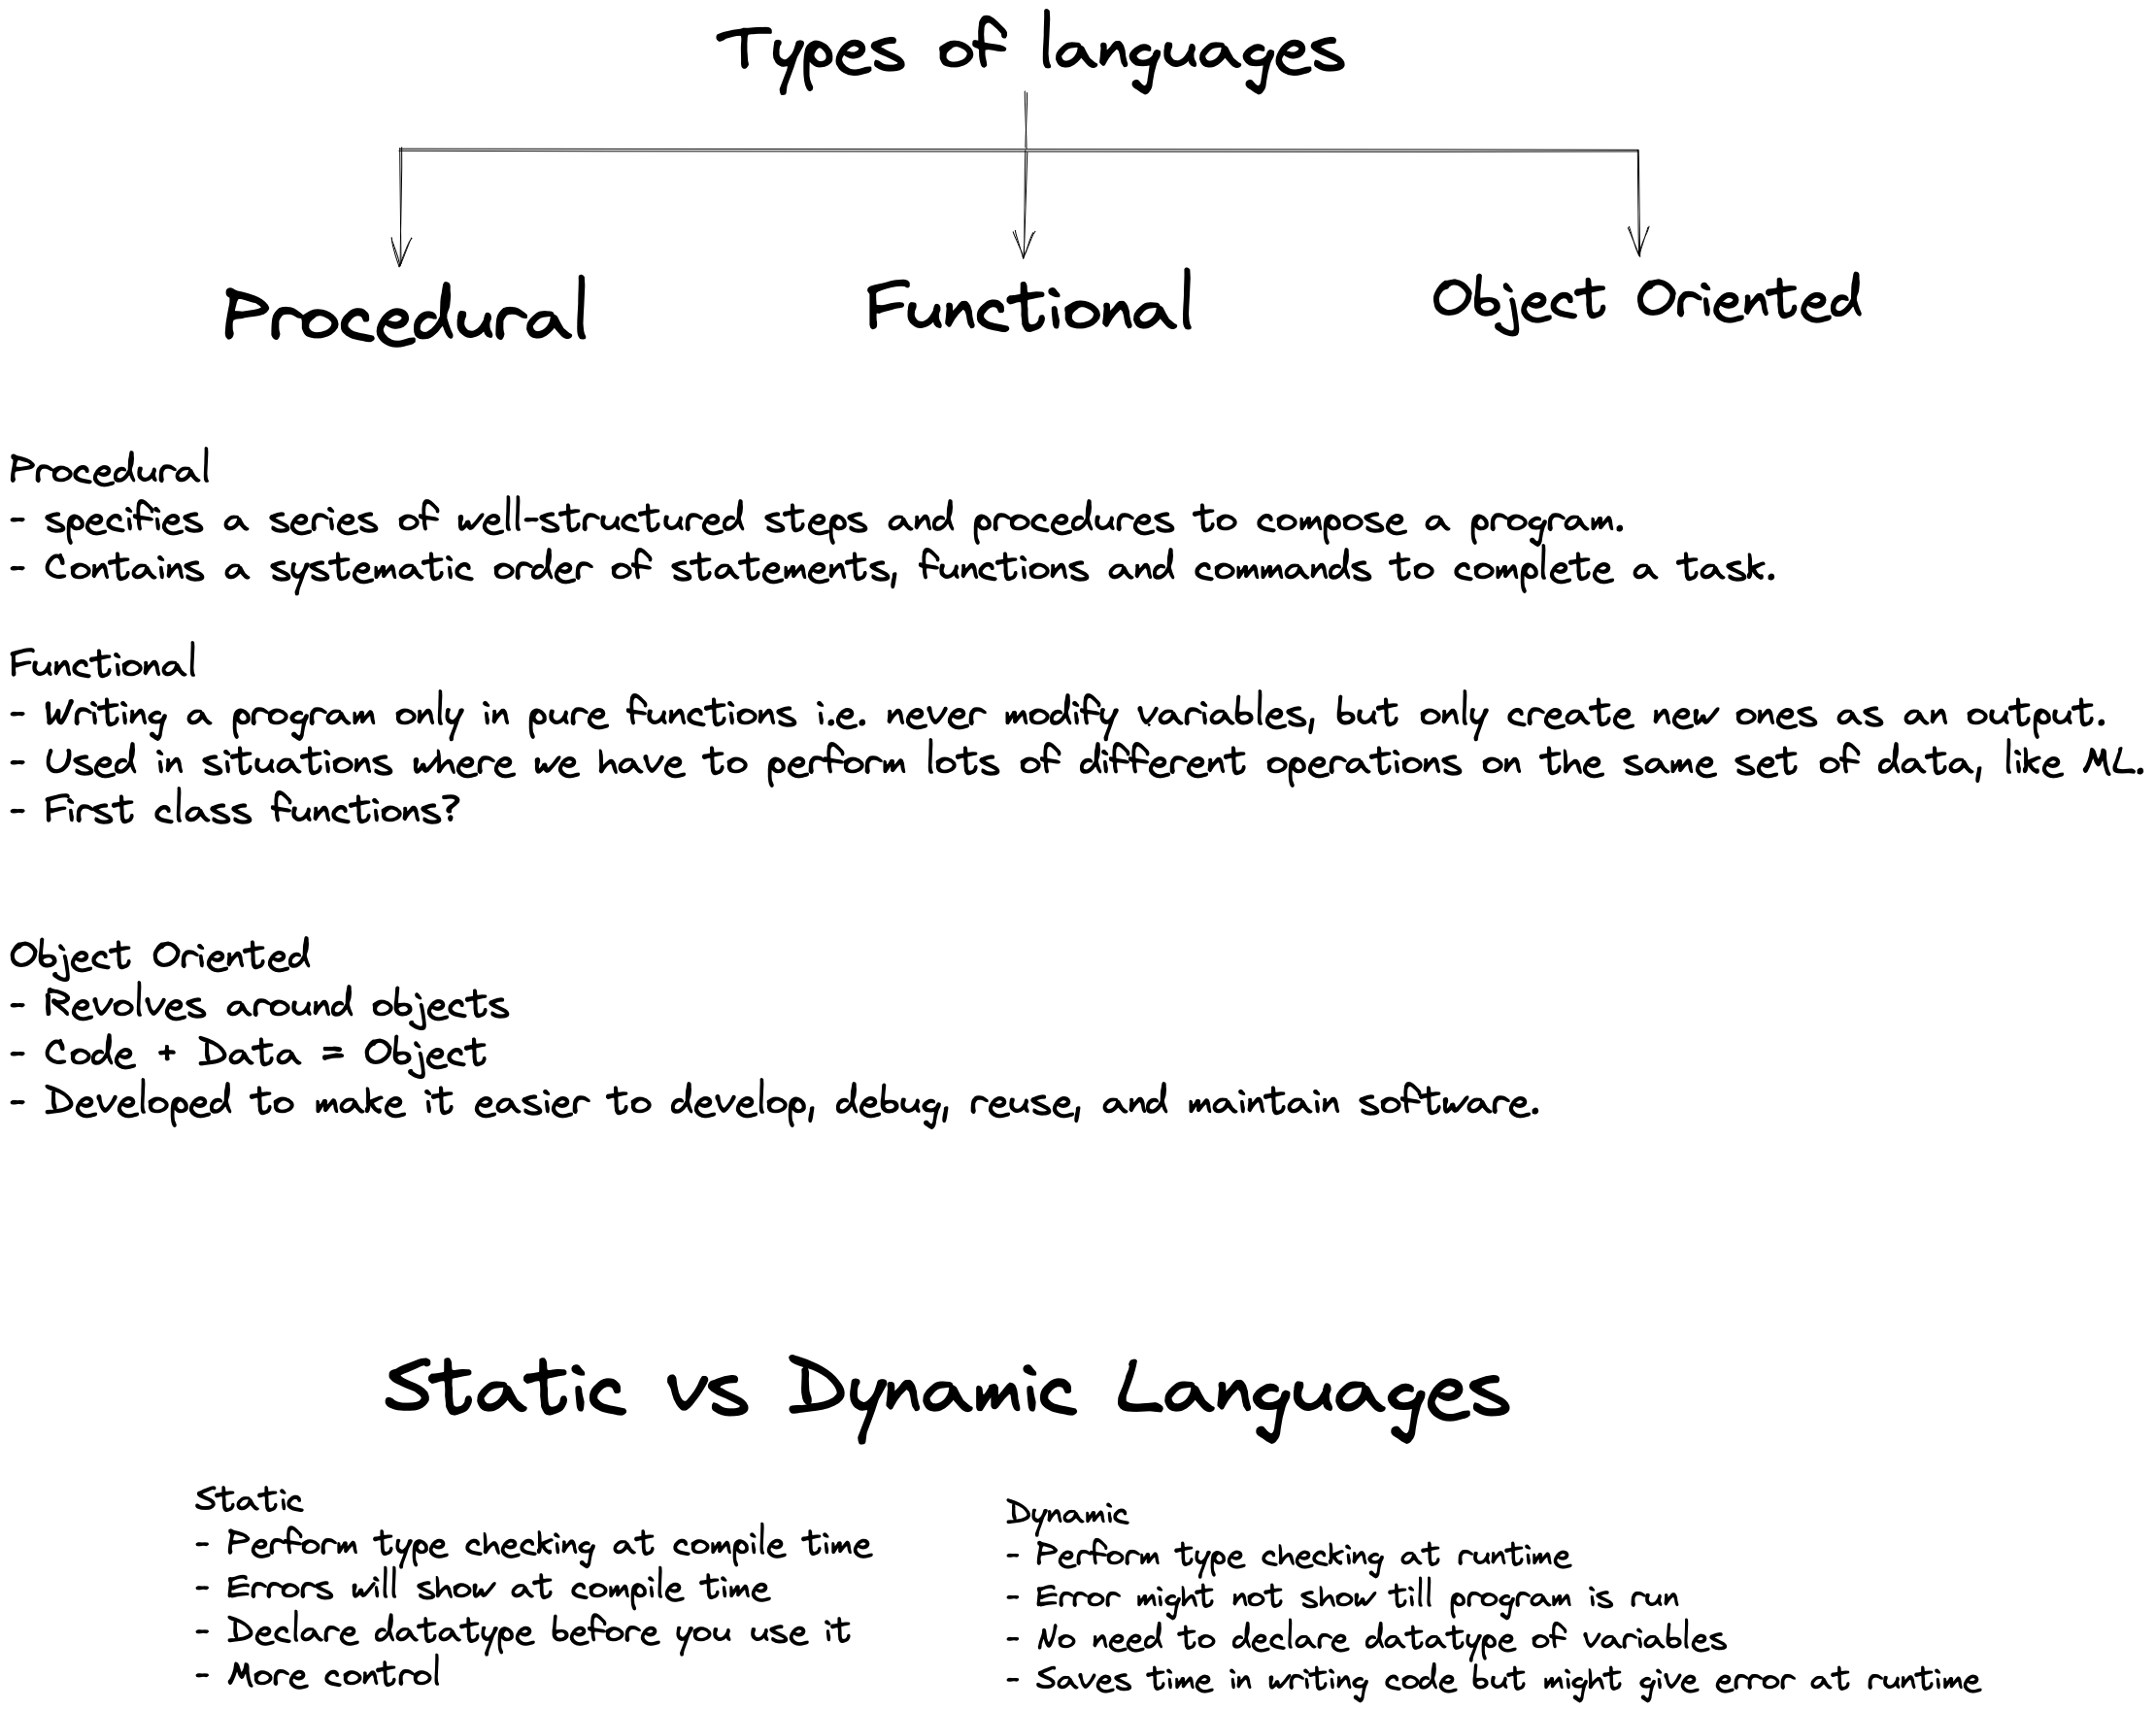 Types of languages
Procedural
Functional
Object Oriented
Procedural
- specifies a series of well-structured steps and procedures to compose a program.
- Contains a systematic order of statements, functions and commands to complete a task.
Functional
- Writing a program only in pure functions i.e. never modify variables, but only create new ones as an output.
- Used in situations where we have to perform lots of different operations on the same set of data, like ML.
- First class functions?
Object Oriented
- Revolves around objects
- Code + Data = Object
- Developed to make it easier to develop, debug, reuse, and maintain software.
Static vs Dynamic Languages
Static
- Perform type checking at compile time
- Errors will show at compile time
- Declare datatype before you use it
- More control
Dynamic
- Perform type checking at runtime
- Error might not show till program is run
- No need to declare datatype of variables
- Saves time in writing code but might give error at runtime